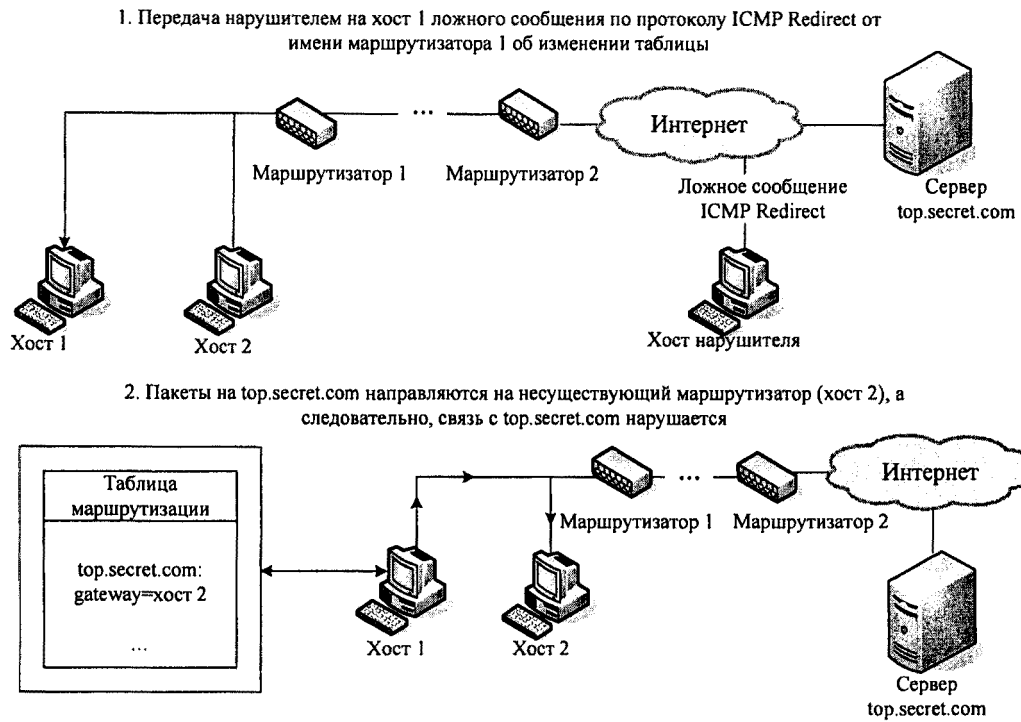 1. Передача нарушителем на хост 1 ложного сообщения по протоколу ICMP Redirect от
имени маршрутизатора 1 об изменении таблицы
Интернет
Маршрутизатор 1
Маршрутизатор 2
...
Ложное сообщение
ICMP Redirect
Сервер
top.secret.com
Хост 1
Хост 2
Хост нарушителя
2. Пакеты на top.secret.com направляются на несуществующий маршрутизатор (хост 2), а
следовательно, связь с top.secret.com нарушается
Таблица
маршрутизации
top.secret.com:
gateway=хост 2
...
...
Интернет
Маршрутизатор 1
Маршрутизатор 2
Хост 1
Хост 2
Сервер
top.secret.com